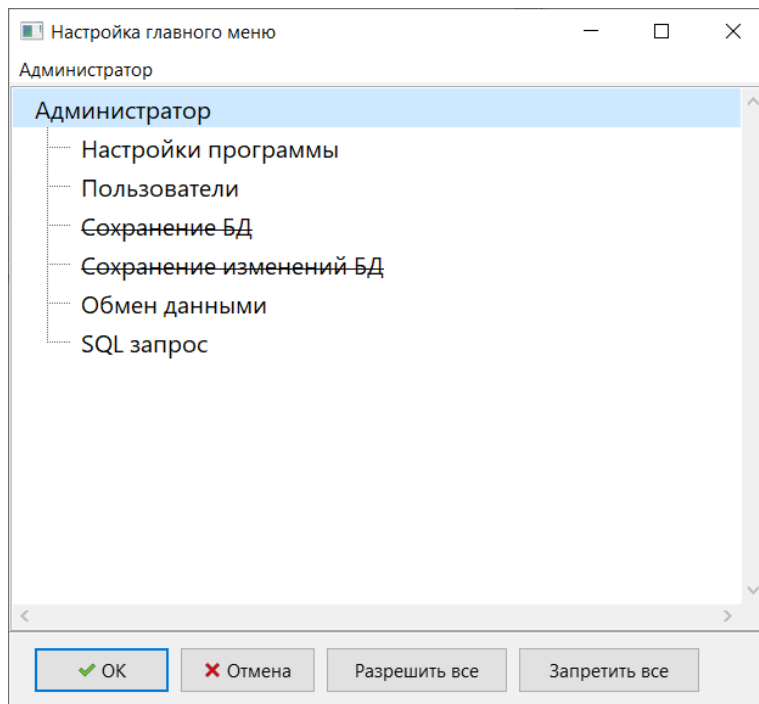 Настройка главного меню
Администратор
Администратор
Настройки программы
Пользователи
Сохранение БД
Сохранение изменений БД
Обмен данными
SQL запрос
OK Отмена Разрешить все Запретить все